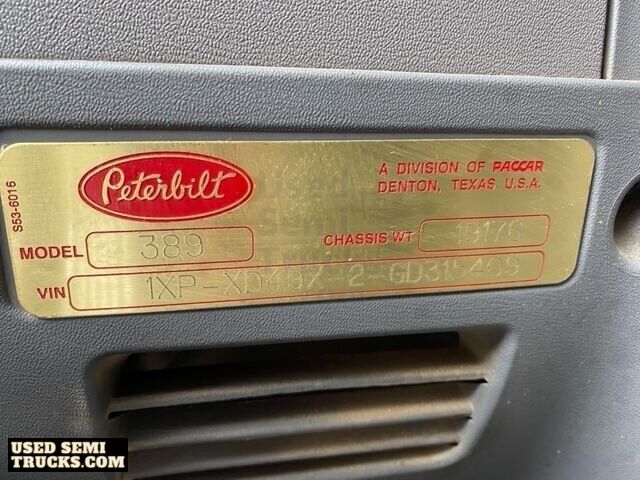 S53-6016
Peterbilt
A DIVISION OF PACCAR
DENTON, TEXAS U.S.A.
MODEL 389 CHASSIS WT 19176
VIN 1XP-XD49X-2-GD315409
USED SEMI
TRUCKS.COM